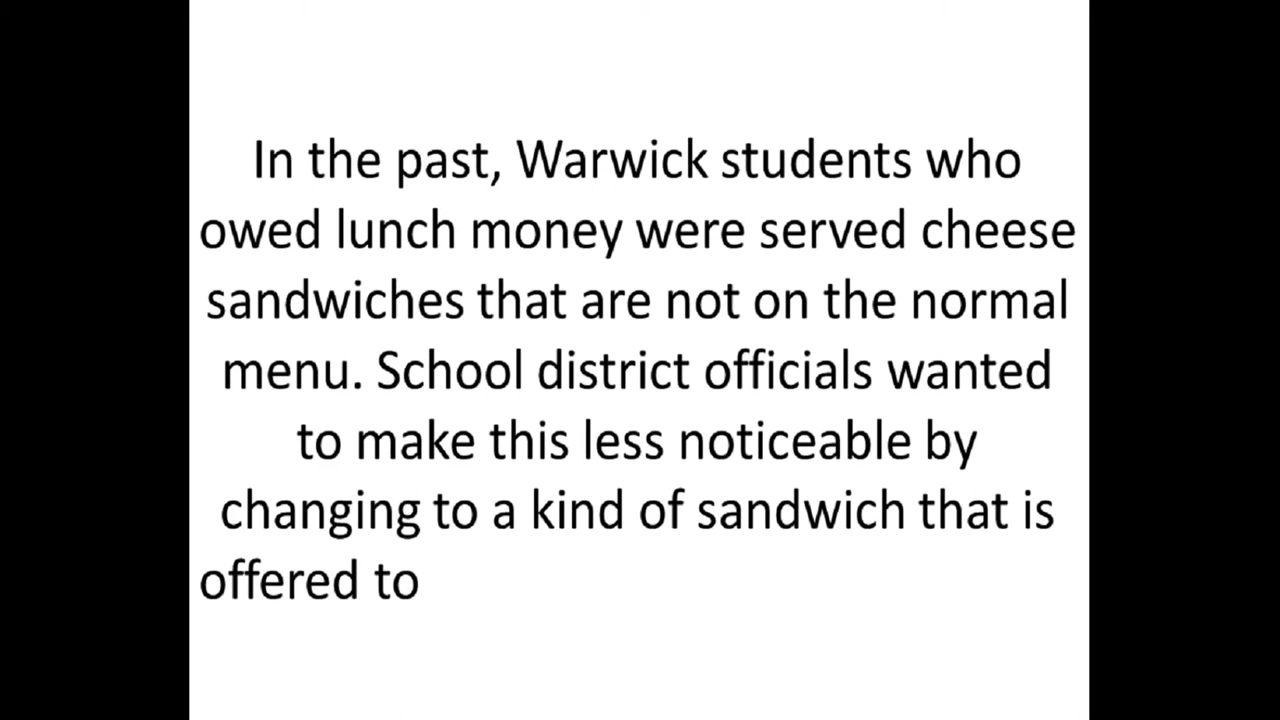 In the past, Warwick students who
owed lunch money were served cheese
sandwiches that are not on the normal
menu. School district officials wanted
to make this less noticeable by
changing to a kind of sandwich that is
offered to